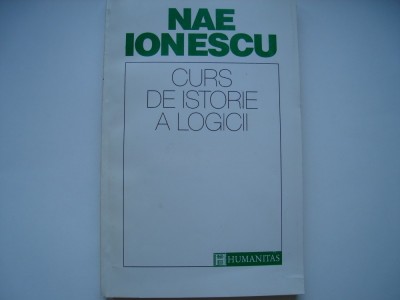 NAE
IONESCU
CURS
DE ISTORIE
A LOGICII
HUMANITAS